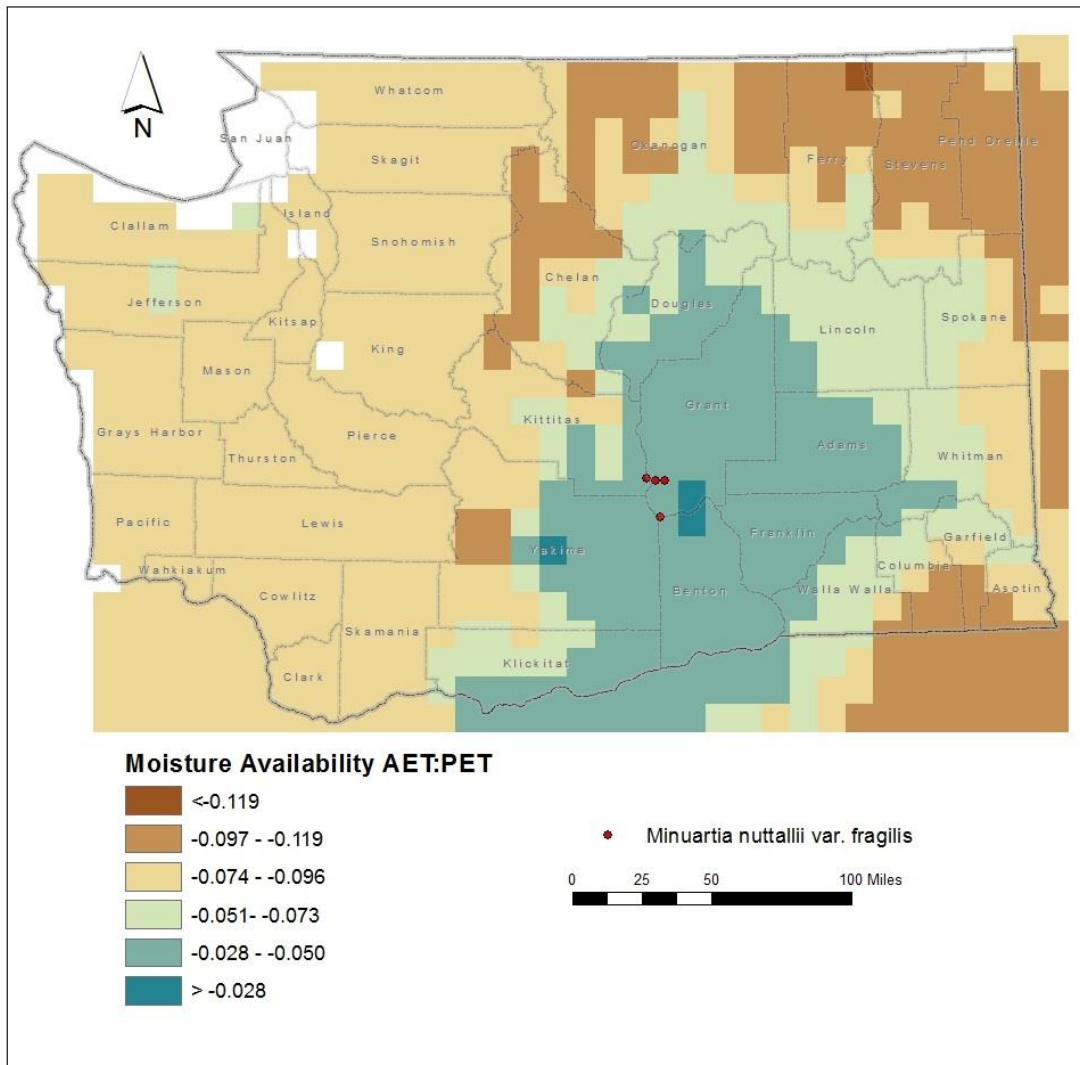 Whatcom
San Juan
Skagit
Okanogan
Ferry
Pend Oreille
Stevens
Island
Clallam
Snohomish
Chelan
Jefferson
Douglas
Kitsap
Lincoln
Spokane
King
Mason
Grant
Kittitas
Grays Harbor
Pierce
Adams
Thurston
Whitman
Pacific
Lewis
Yakima
Franklin
Garfield
Wahkiakum
Columbia
Cowlitz
Benton
Walla Walla
Asotin
Skamania
Klickitat
Clark
N
Moisture Availability AET:PET
<-0.119
-0.097 - -0.119
-0.074 - -0.096
-0.051- -0.073
-0.028 - -0.050
> -0.028
Minuartia nuttallii var. fragilis
0 25 50 100 Miles